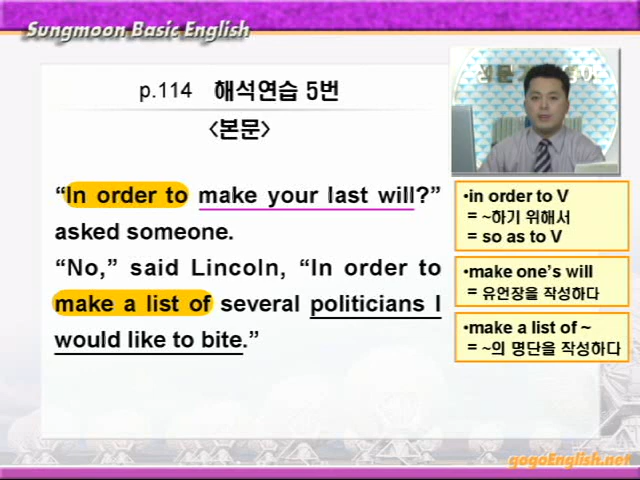 Sungmoon Basic English
p.114 해석연습 5번
<본문>
“In order to make your last will?”
asked someone.
“No,” said Lincoln, “In order to
make a list of several politicians I
would like to bite.”
•in order to V
= ~하기 위해서
= so as to V
•make one’s will
= 유언장을 작성하다
•make a list of ~
= ~의 명단을 작성하다
gogoEnglish.net